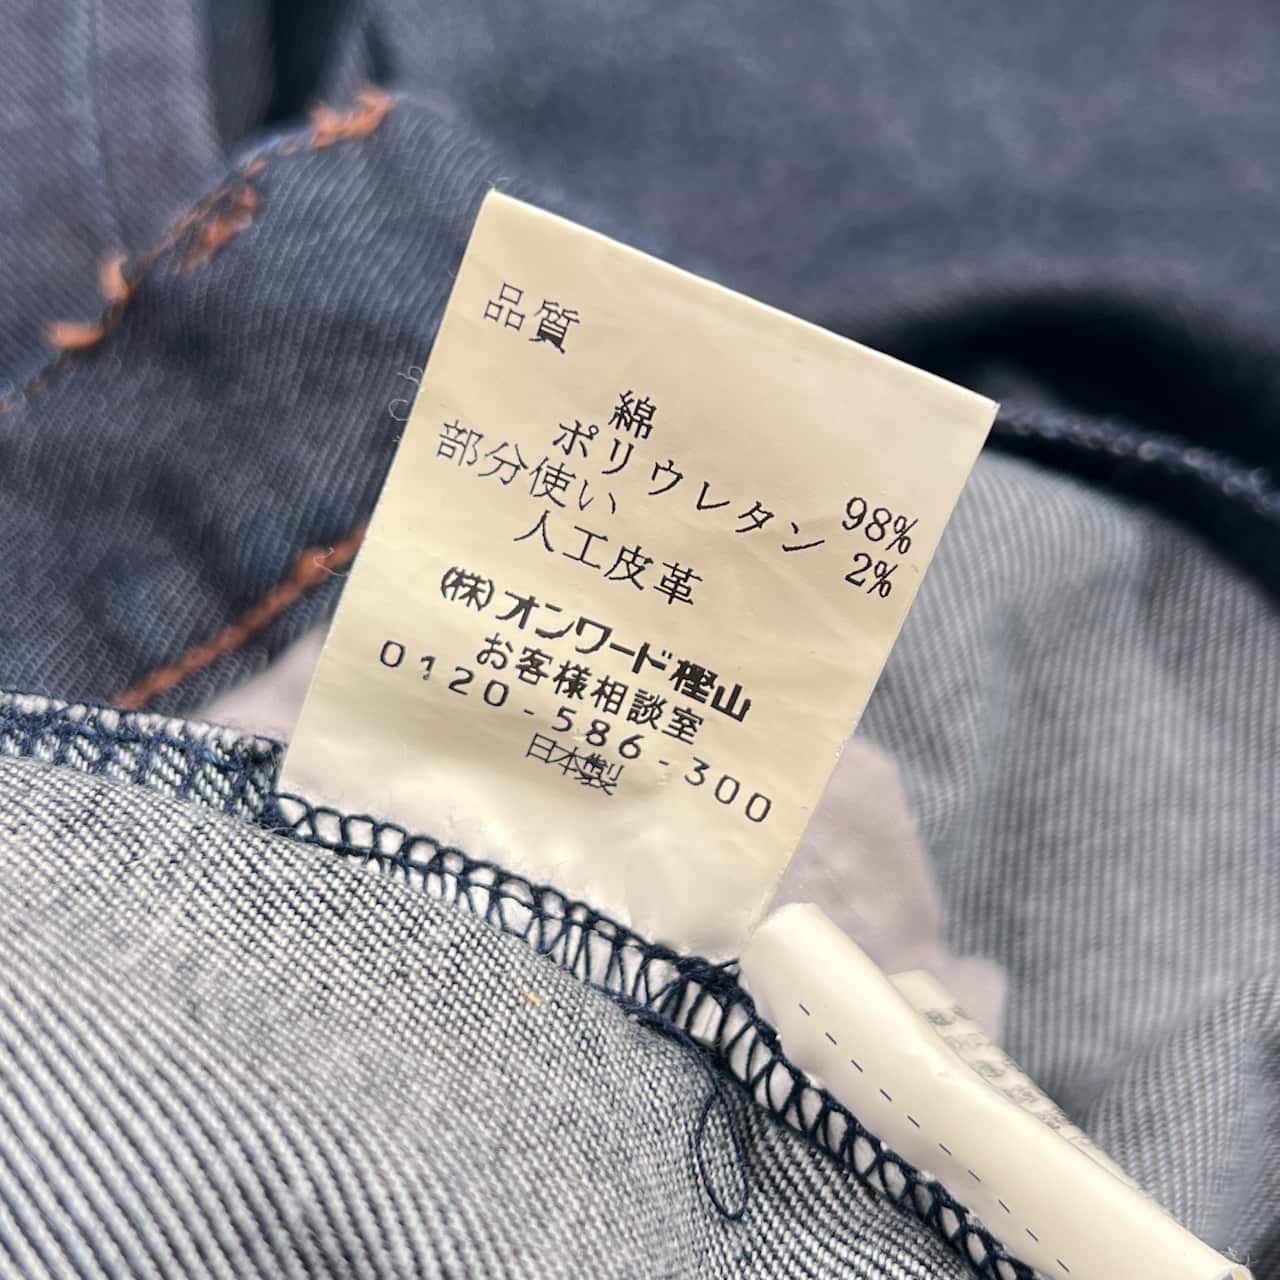 品質
綿 98%
ポリウレタン 2%
部分使い
人工皮革
(株)オンワード樫山
お客様相談室
0120-586-300
日本製